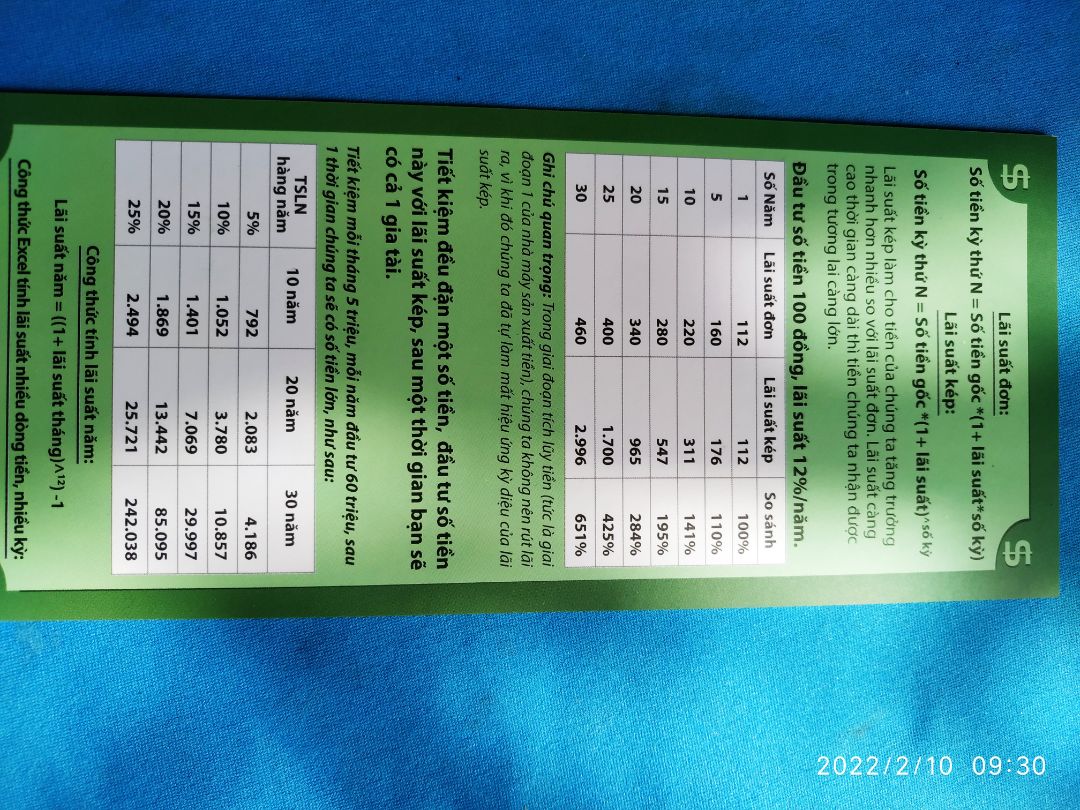 Lãi suất đơn:
Số tiền kỳ thứ N = Số tiền gốc *(1+ lãi suất*số kỳ)
Lãi suất kép:
Số tiền kỳ thứ N = Số tiền gốc *(1+ lãi suất)^số kỳ
Lãi suất kép làm cho tiền của chúng ta tăng trưởng
nhanh hơn nhiều so với lãi suất đơn. Lãi suất càng
cao thời gian càng dài thì tiền chúng ta nhận được
trong tương lai càng lớn.
Đầu tư số tiền 100 đồng, lãi suất 12%/năm.
Số Năm Lãi suất đơn Lãi suất kép So sánh
1 112 112 100%
5 160 176 110%
10 220 311 141%
15 280 547 195%
20 340 965 284%
25 400 1.700 425%
30 460 2.996 651%
Ghi chú quan trọng: Trong giai đoạn tích lũy tiền (tức là giai
đoạn 1 của nhà máy sản xuất tiền), chúng ta không nên rút lãi
ra, vì khi đó chúng ta đã tự làm mất hiệu ứng kỳ diệu của lãi
suất kép.
Tiết kiệm đều đặn một số tiền, đầu tư số tiền
này với lãi suất kép, sau một thời gian bạn sẽ
có cả 1 gia tài.
Tiết kiệm mỗi tháng 5 triệu, mỗi năm đầu tư 60 triệu, sau
1 thời gian chúng ta sẽ có số tiền lớn, như sau:
TSLN
hàng năm 10 năm 20 năm 30 năm
5% 792 2.083 4.186
10% 1.052 3.780 10.857
15% 1.401 7.069 29.997
20% 1.869 13.442 85.095
25% 2.494 25.721 242.038
Công thức tính lãi suất năm:
Lãi suất năm = ((1+ lãi suất tháng)^12) -1
Công thức Excel tính lãi suất nhiều dòng tiền, nhiều kỳ:
2022/2/10 09:30